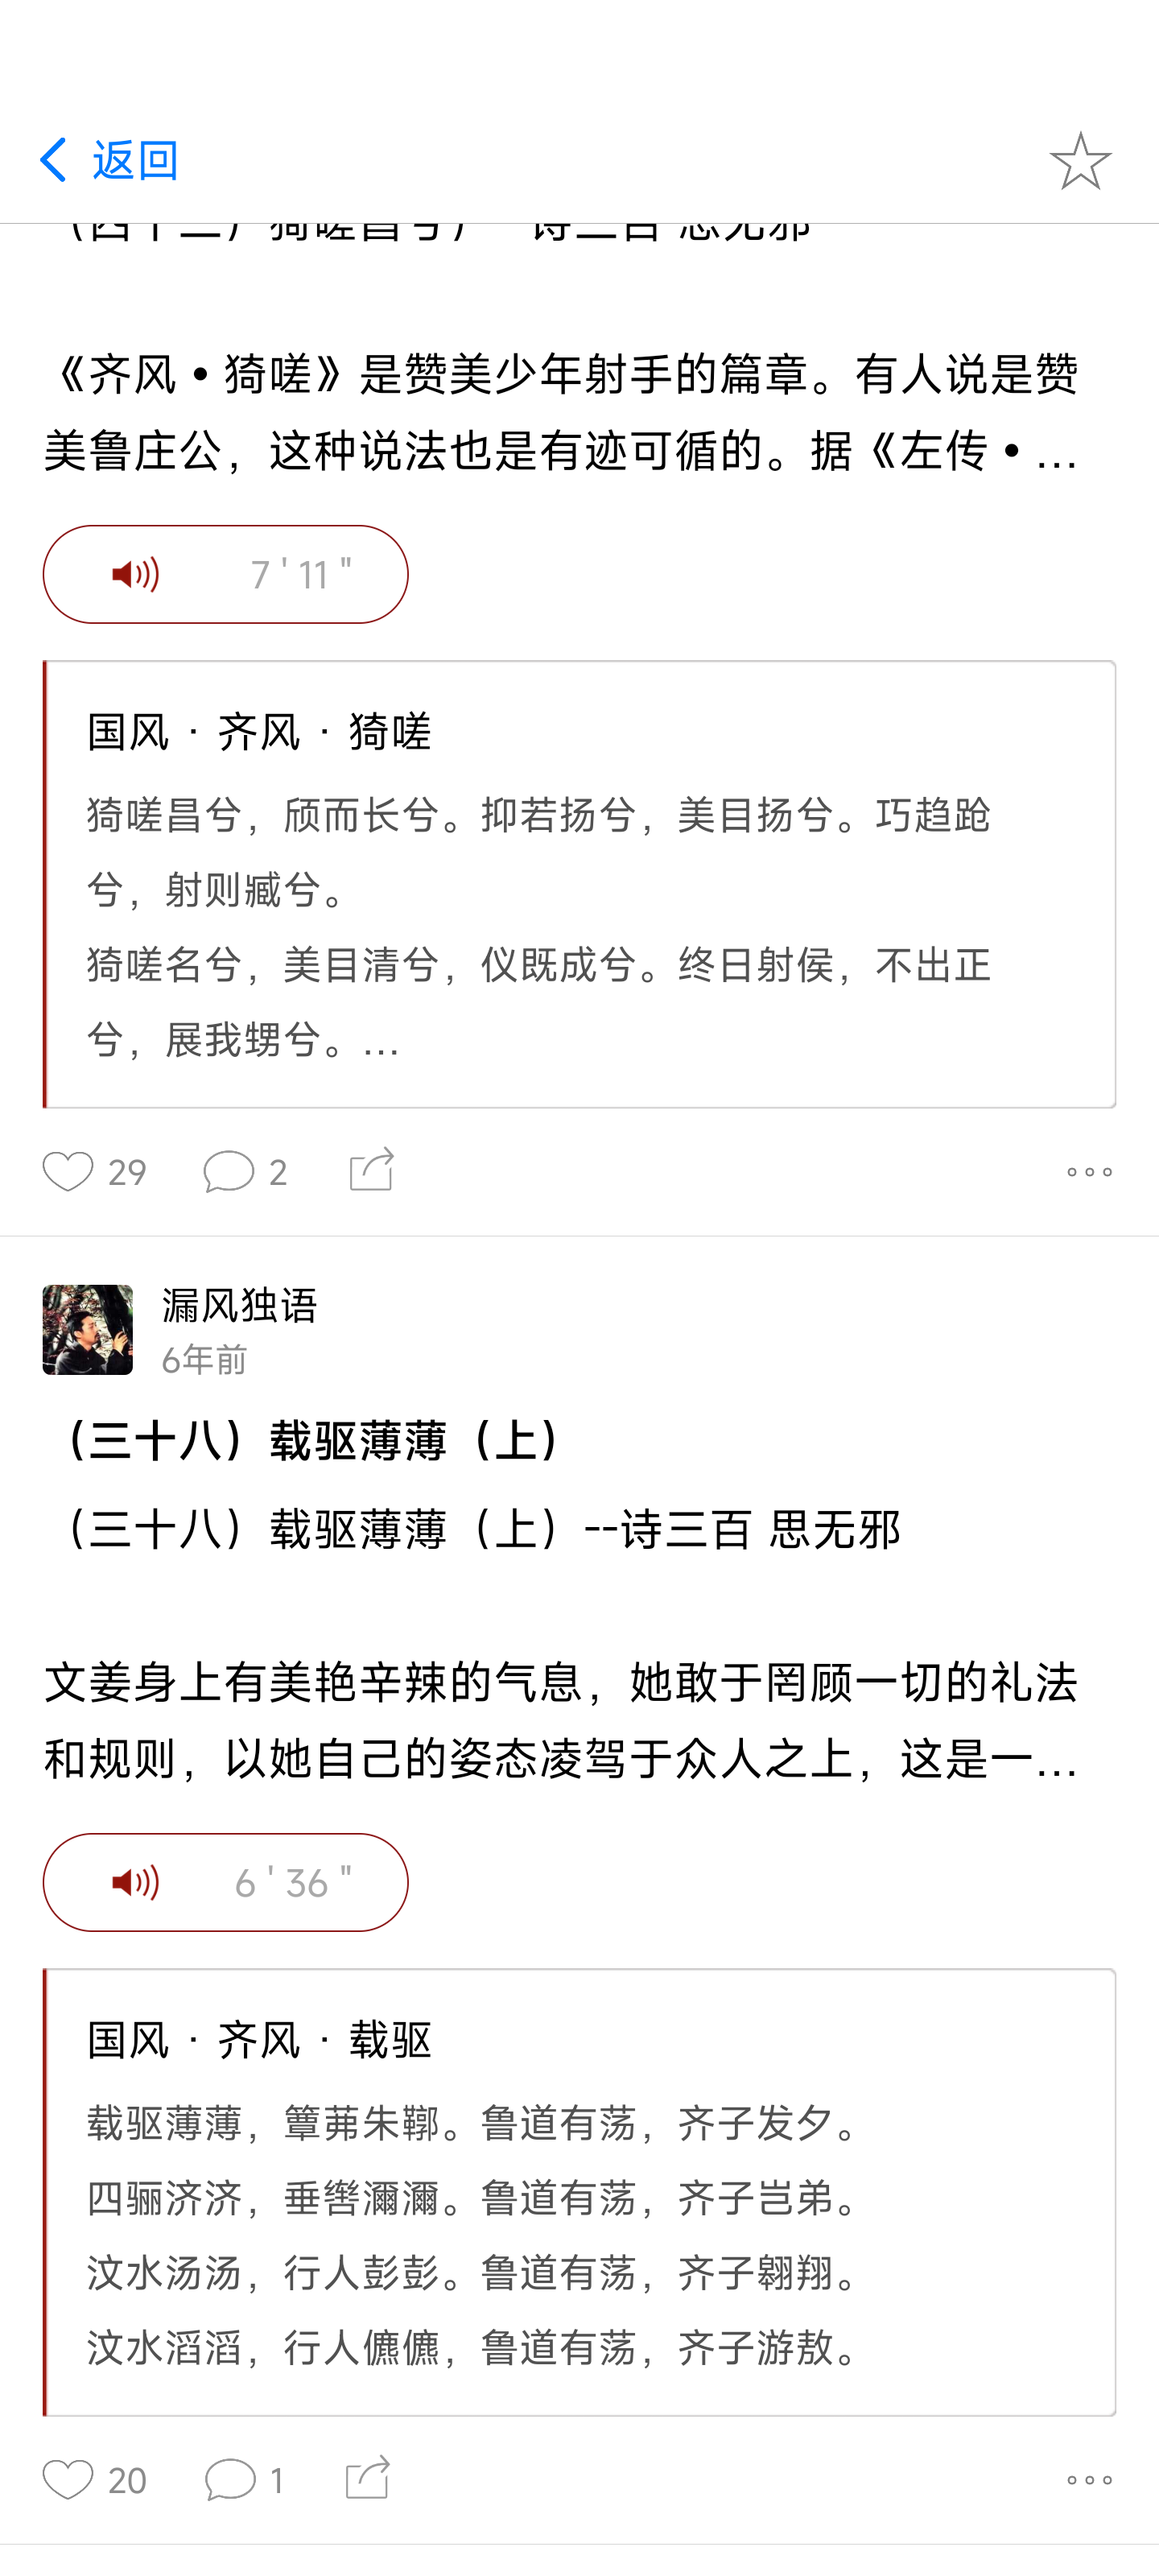 返回
《齐风 • 猗嗟》是赞美少年射手的篇章。有人说是赞
美鲁庄公，这种说法也是有迹可循的。据《左传 • ...
7 ' 11 "
国风 · 齐风 · 猗嗟
猗嗟昌兮，颀而长兮。抑若扬兮，美目扬兮。巧趋跄
兮，射则臧兮。
猗嗟名兮，美目清兮，仪既成兮。终日射侯，不出正
兮，展我甥兮。...
29
2
漏风独语
6年前
（三十八）载驱薄薄（上）
（三十八）载驱薄薄（上）--诗三百 思无邪
文姜身上有美艳辛辣的气息，她敢于罔顾一切的礼法
和规则，以她自己的姿态凌驾于众人之上，这是一...
6 ' 36 "
国风 · 齐风 · 载驱
载驱薄薄，簟茀朱鞹。鲁道有荡，齐子发夕。
四骊济济，垂辔濔濔。鲁道有荡，齐子岂弟。
汶水汤汤，行人彭彭。鲁道有荡，齐子翱翔。
汶水滔滔，行人儦儦，鲁道有荡，齐子游敖。
20
1